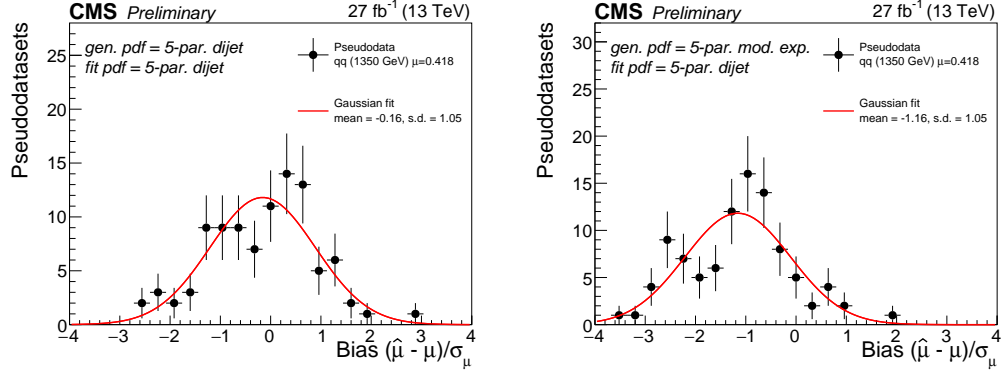 CMS Preliminary 27 fb⁻¹ (13 TeV)
gen. pdf = 5-par. dijet
fit pdf = 5-par. dijet
Pseudodata
qq (1350 GeV) μ=0.418
Gaussian fit
mean = -0.16, s.d. = 1.05
Pseudodatasets
25
20
15
10
5
0
−4 −3 −2 −1 0 1 2 3 4
Bias (μ̂ - μ)/σ_μ
CMS Preliminary 27 fb⁻¹ (13 TeV)
gen. pdf = 5-par. mod. exp.
fit pdf = 5-par. dijet
Pseudodata
qq (1350 GeV) μ=0.418
Gaussian fit
mean = -1.16, s.d. = 1.05
Pseudodatasets
30
25
20
15
10
5
0
−4 −3 −2 −1 0 1 2 3 4
Bias (μ̂ - μ)/σ_μ